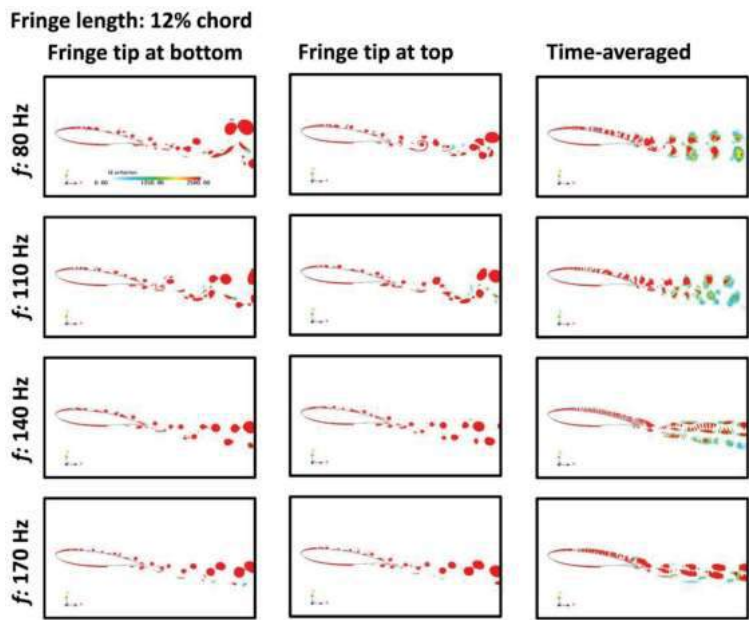 Fringe length: 12% chord
Fringe tip at bottom
Fringe tip at top
Time-averaged
f: 80 Hz
f: 110 Hz
f: 140 Hz
f: 170 Hz